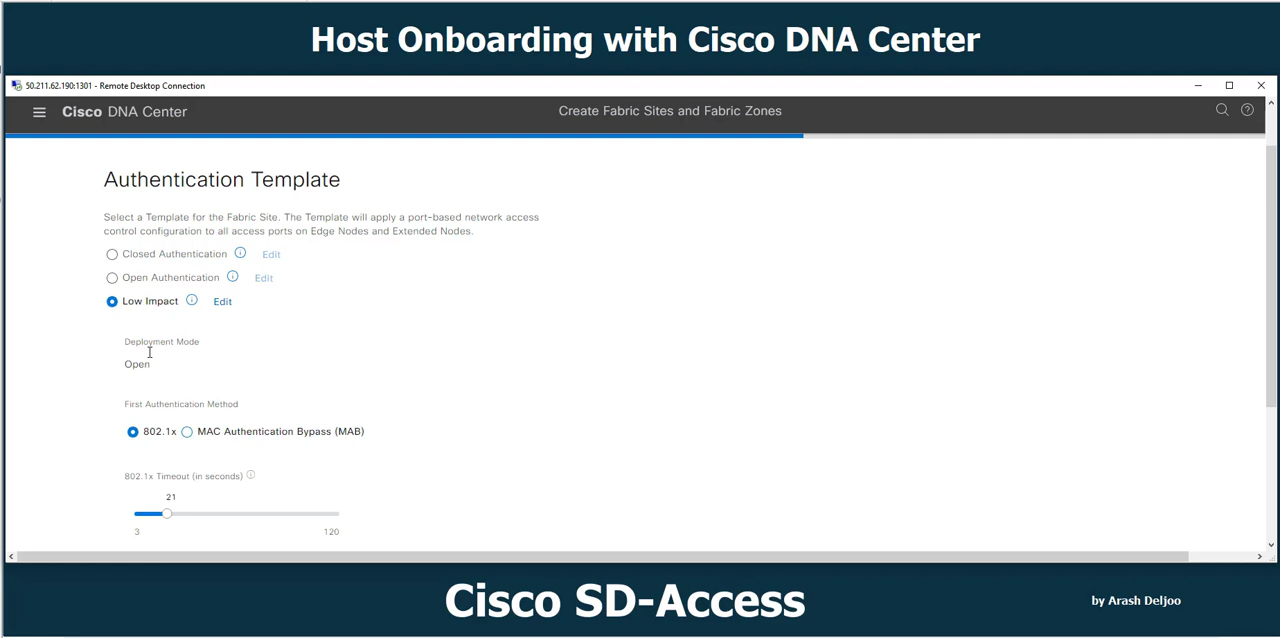 Host Onboarding with Cisco DNA Center
50.211.62.190:1301 - Remote Desktop Connection
Cisco DNA Center
Create Fabric Sites and Fabric Zones
Authentication Template
Select a Template for the Fabric Site. The Template will apply a port-based network access
control configuration to all access ports on Edge Nodes and Extended Nodes.
Closed Authentication Edit
Open Authentication Edit
Low Impact Edit
Deployment Mode
Open
First Authentication Method
802.1x MAC Authentication Bypass (MAB)
802.1x Timeout (in seconds)
21
3 120
Cisco SD-Access
by Arash Deljoo